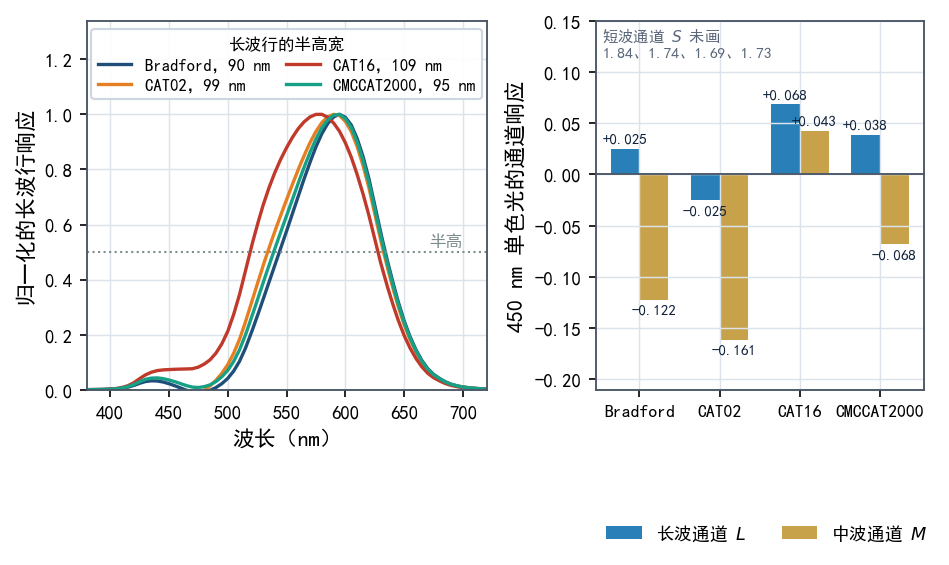 长波行的半高宽
Bradford, 90 nm
CAT02, 99 nm
CAT16, 109 nm
CMCCAT2000, 95 nm
归一化的长波行响应
1.2
1.0
0.8
0.6
0.4
0.2
0.0
半高
400 450 500 550 600 650 700
波长（nm）
450 nm 单色光的通道响应
0.15
0.10
0.05
0.00
−0.05
−0.10
−0.15
−0.20
短波通道 S 未画
1.84、1.74、1.69、1.73
+0.025
−0.122
−0.025
−0.161
+0.068
+0.043
+0.038
−0.068
Bradford CAT02 CAT16 CMCCAT2000
长波通道 L 中波通道 M